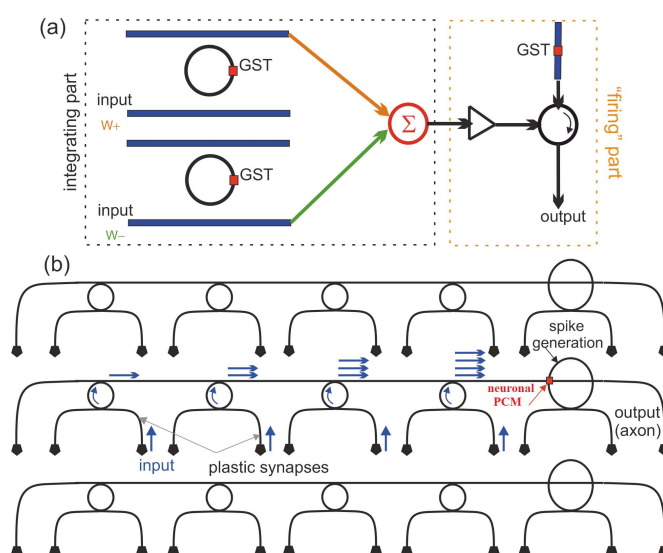 (a)
integrating part
GST
input
W+
GST
input
W−
Σ
GST
"firing" part
output
(b)
spike
generation
neuronal
PCM
output
(axon)
input
plastic synapses